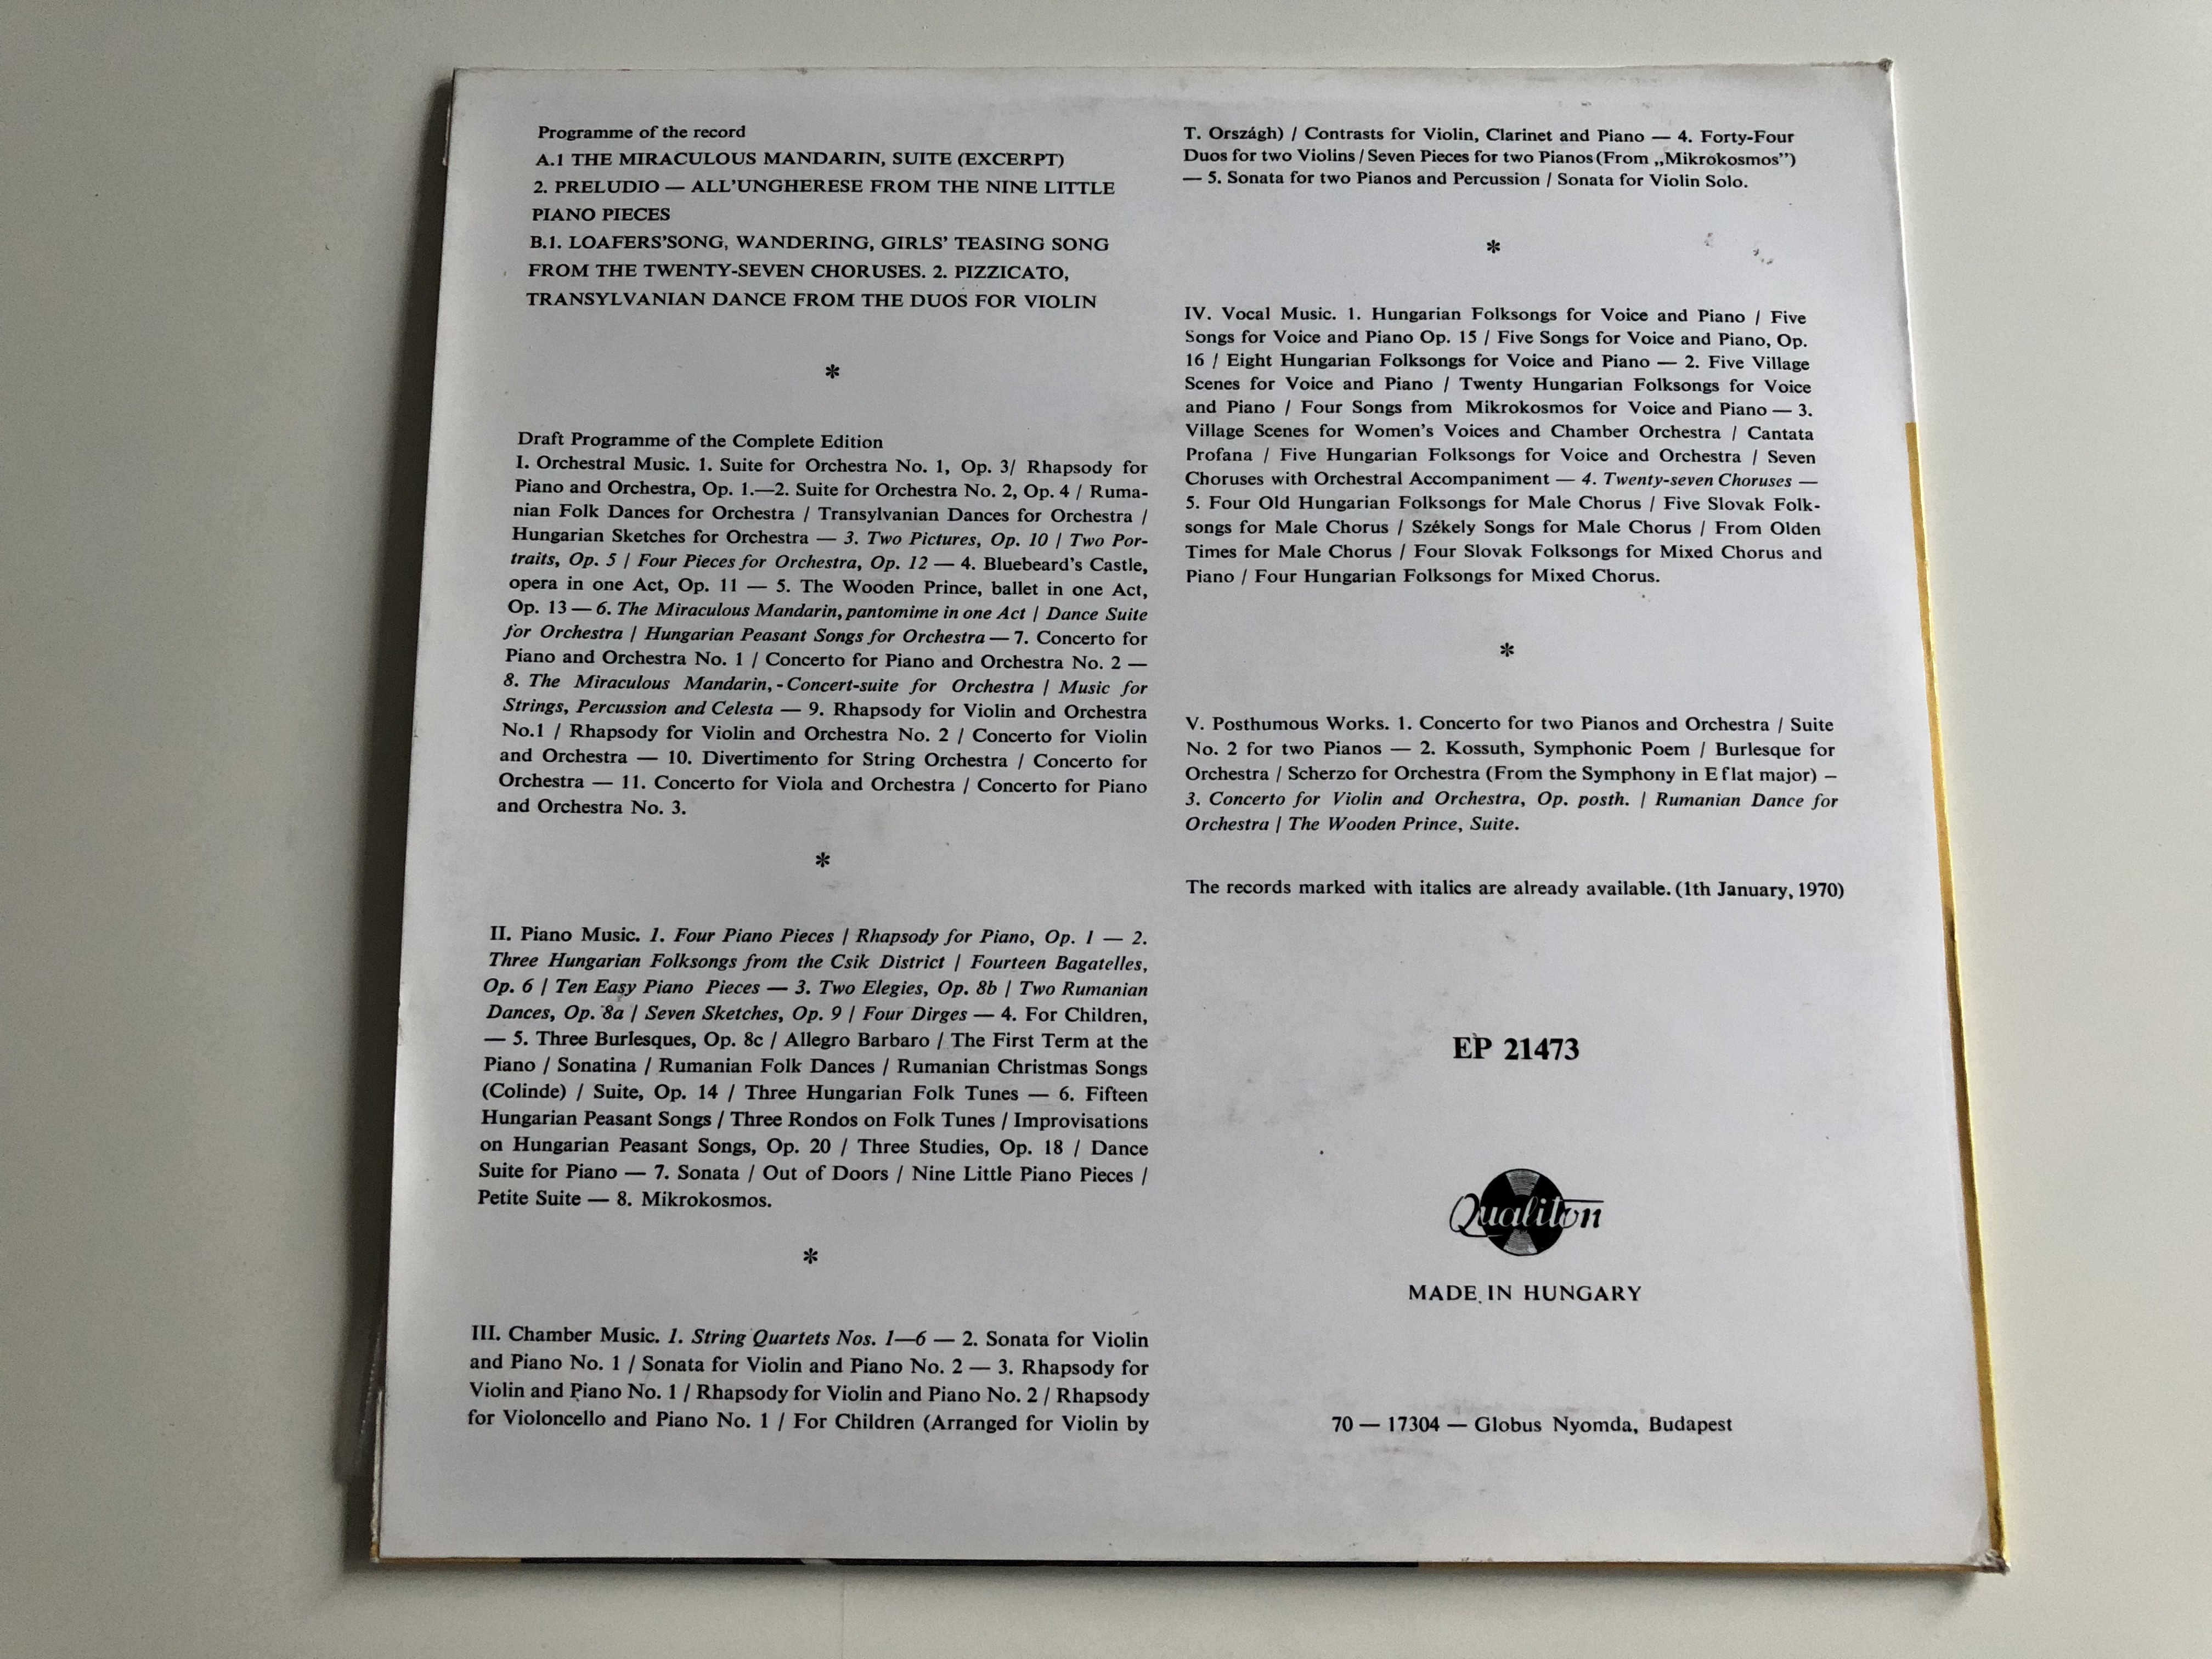 Programme of the record
A.1 THE MIRACULOUS MANDARIN, SUITE (EXCERPT)
2. PRELUDIO — ALL'UNGHERESE FROM THE NINE LITTLE
PIANO PIECES
B.1. LOAFERS'SONG, WANDERING, GIRLS' TEASING SONG
FROM THE TWENTY-SEVEN CHORUSES. 2. PIZZICATO,
TRANSYLVANIAN DANCE FROM THE DUOS FOR VIOLIN
*
Draft Programme of the Complete Edition
I. Orchestral Music. 1. Suite for Orchestra No. 1, Op. 3/ Rhapsody for
Piano and Orchestra, Op. 1.—2. Suite for Orchestra No. 2, Op. 4 / Ruma-
nian Folk Dances for Orchestra / Transylvanian Dances for Orchestra /
Hungarian Sketches for Orchestra — 3. Two Pictures, Op. 10 / Two Por-
traits, Op. 5 / Four Pieces for Orchestra, Op. 12 — 4. Bluebeard's Castle,
opera in one Act, Op. 11 — 5. The Wooden Prince, ballet in one Act,
Op. 13 — 6. The Miraculous Mandarin, pantomime in one Act / Dance Suite
for Orchestra / Hungarian Peasant Songs for Orchestra — 7. Concerto for
Piano and Orchestra No. 1 / Concerto for Piano and Orchestra No. 2 —
8. The Miraculous Mandarin, - Concert-suite for Orchestra / Music for
Strings, Percussion and Celesta — 9. Rhapsody for Violin and Orchestra
No.1 / Rhapsody for Violin and Orchestra No. 2 / Concerto for Violin
and Orchestra — 10. Divertimento for String Orchestra / Concerto for
Orchestra — 11. Concerto for Viola and Orchestra / Concerto for Piano
and Orchestra No. 3.
*
II. Piano Music. 1. Four Piano Pieces / Rhapsody for Piano, Op. 1 — 2.
Three Hungarian Folksongs from the Csik District / Fourteen Bagatelles,
Op. 6 / Ten Easy Piano Pieces — 3. Two Elegies, Op. 8b / Two Rumanian
Dances, Op. 8a / Seven Sketches, Op. 9 / Four Dirges — 4. For Children,
— 5. Three Burlesques, Op. 8c / Allegro Barbaro / The First Term at the
Piano / Sonatina / Rumanian Folk Dances / Rumanian Christmas Songs
(Colinde) / Suite, Op. 14 / Three Hungarian Folk Tunes — 6. Fifteen
Hungarian Peasant Songs / Three Rondos on Folk Tunes / Improvisations
on Hungarian Peasant Songs, Op. 20 / Three Studies, Op. 18 / Dance
Suite for Piano — 7. Sonata / Out of Doors / Nine Little Piano Pieces /
Petite Suite — 8. Mikrokosmos.
*
III. Chamber Music. 1. String Quartets Nos. 1—6 — 2. Sonata for Violin
and Piano No. 1 / Sonata for Violin and Piano No. 2 — 3. Rhapsody for
Violin and Piano No. 1 / Rhapsody for Violin and Piano No. 2 / Rhapsody
for Violoncello and Piano No. 1 / For Children (Arranged for Violin by
T. Országh) / Contrasts for Violin, Clarinet and Piano — 4. Forty-Four
Duos for two Violins / Seven Pieces for two Pianos (From „Mikrokosmos")
— 5. Sonata for two Pianos and Percussion / Sonata for Violin Solo.
*
IV. Vocal Music. 1. Hungarian Folksongs for Voice and Piano / Five
Songs for Voice and Piano Op. 15 / Five Songs for Voice and Piano, Op.
16 / Eight Hungarian Folksongs for Voice and Piano — 2. Five Village
Scenes for Voice and Piano / Twenty Hungarian Folksongs for Voice
and Piano / Four Songs from Mikrokosmos for Voice and Piano — 3.
Village Scenes for Women's Voices and Chamber Orchestra / Cantata
Profana / Five Hungarian Folksongs for Voice and Orchestra / Seven
Choruses with Orchestral Accompaniment — 4. Twenty-seven Choruses —
5. Four Old Hungarian Folksongs for Male Chorus / Five Slovak Folk-
songs for Male Chorus / Székely Songs for Male Chorus / From Olden
Times for Male Chorus / Four Slovak Folksongs for Mixed Chorus and
Piano / Four Hungarian Folksongs for Mixed Chorus.
*
V. Posthumous Works. 1. Concerto for two Pianos and Orchestra / Suite
No. 2 for two Pianos — 2. Kossuth, Symphonic Poem / Burlesque for
Orchestra / Scherzo for Orchestra (From the Symphony in E flat major) –
3. Concerto for Violin and Orchestra, Op. posth. / Rumanian Dance for
Orchestra / The Wooden Prince, Suite.
The records marked with italics are already available. (1th January, 1970)
EP 21473
Qualiton
MADE IN HUNGARY
70 — 17304 — Globus Nyomda, Budapest